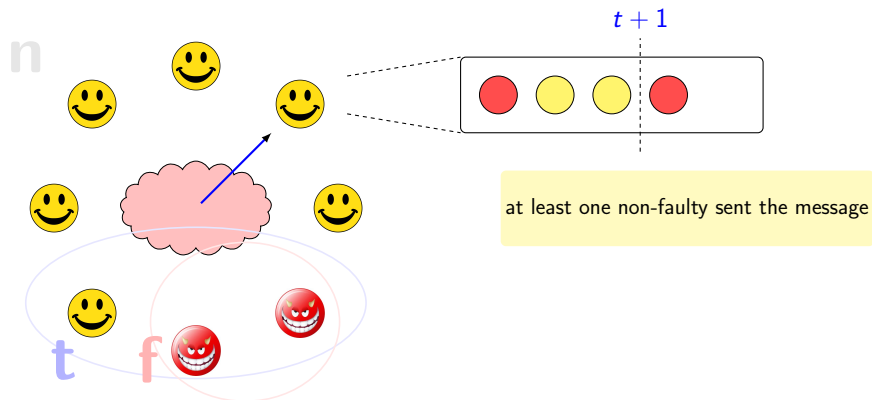 n
t + 1
at least one non-faulty sent the message
t
f